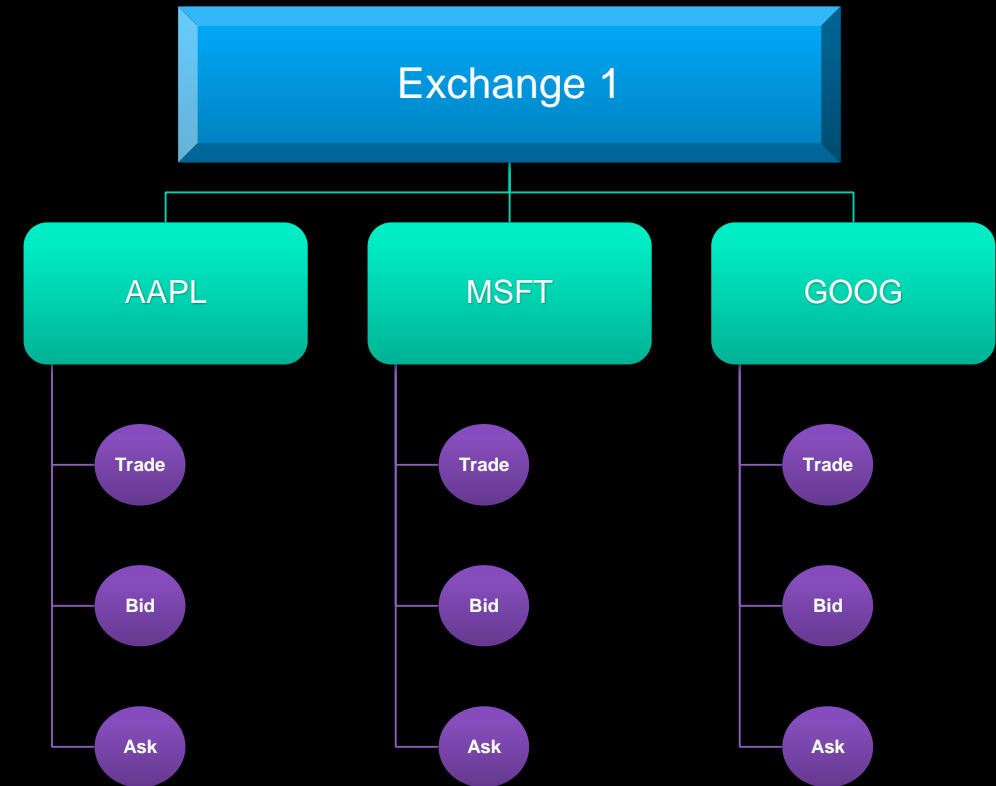 Exchange 1
AAPL
MSFT
GOOG
Trade
Trade
Trade
Bid
Bid
Bid
Ask
Ask
Ask